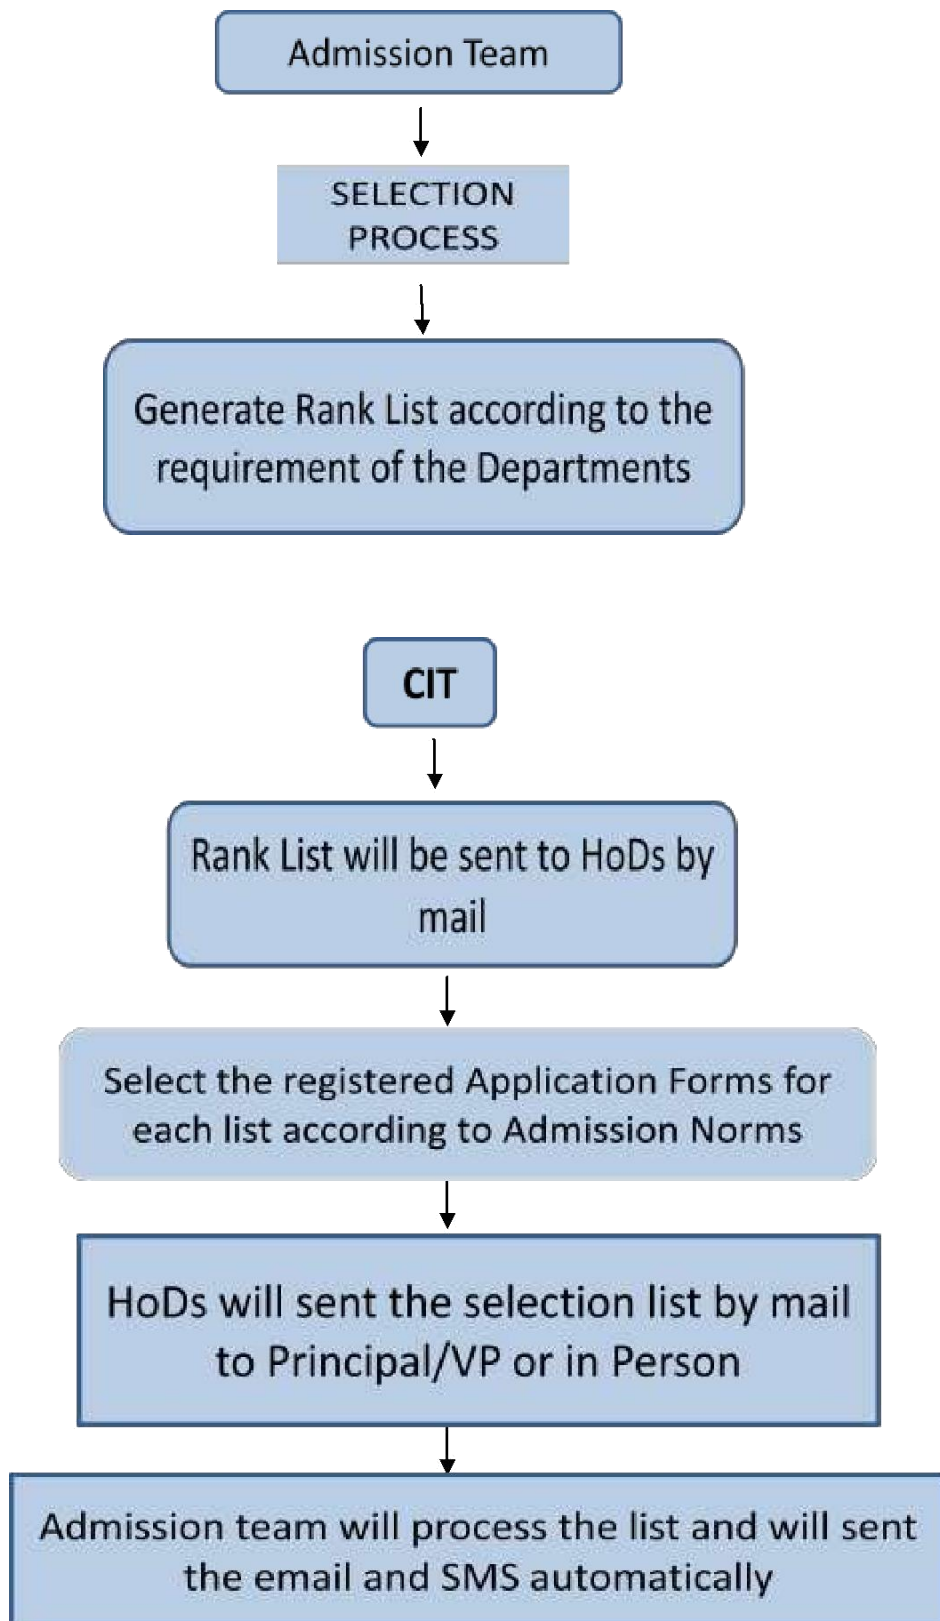 Admission Team
SELECTION
PROCESS
Generate Rank List according to the
requirement of the Departments
CIT
Rank List will be sent to HoDs by
mail
Select the registered Application Forms for
each list according to Admission Norms
HoDs will sent the selection list by mail
to Principal/VP or in Person
Admission team will process the list and will sent
the email and SMS automatically